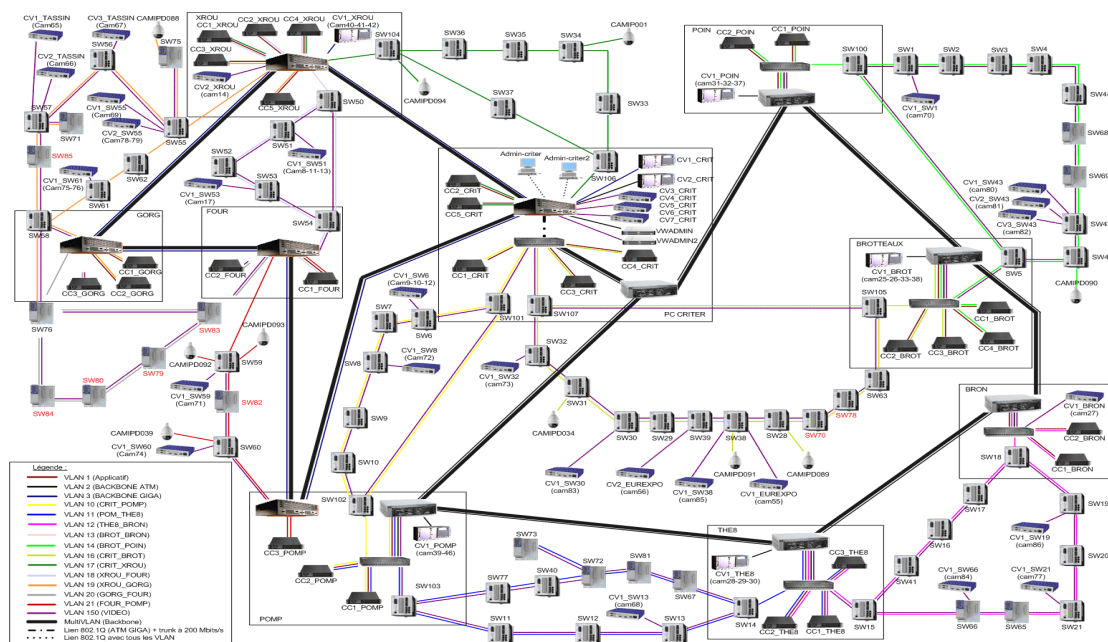 CV1_TASSIN
(Cam65)
CV3_TASSIN
(Cam67)
CAMIPD088
SW56
SW75
CV2_TASSIN
(Cam66)
SW57
SW71
CV1_SW55
(Cam69)
CV2_SW55
(Cam78-79)
SW55
SW85
CV1_SW61
(Cam75-76)
SW61
SW62
SW58
XROU
CC1_XROU
CC2_XROU
CC4_XROU
CV1_XROU
(Cam40-41-42)
CC3_XROU
CV2_XROU
(cam14)
CC5_XROU
SW104
SW36
SW35
SW34
CAMIP001
CAMIPD094
SW37
SW33
SW106
SW50
SW51
SW52
CV1_SW51
(Cam8-11-13)
SW53
CV1_SW53
(Cam17)
SW54
GORG
CC1_GORG
CC3_GORG
CC2_GORG
FOUR
CC2_FOUR
CC1_FOUR
Admin-criter
Admin-criter2
CV1_CRIT
CV2_CRIT
CC2_CRIT
CC5_CRIT
CV3_CRIT
CV4_CRIT
CV5_CRIT
CV6_CRIT
CV7_CRIT
VWADMIN
VWADMIN2
CC4_CRIT
CC1_CRIT
CC3_CRIT
PC CRITER
SW101
SW107
POIN
CC2_POIN
CC1_POIN
CV1_POIN
(cam31-32-37)
SW100
SW1
SW2
SW3
SW4
CV1_SW1
(cam70)
SW44
SW68
SW69
CV1_SW43
(cam80)
CV2_SW43
(cam81)
CV3_SW43
(cam82)
SW5
CAMIPD090
BROTTEAUX
CV1_BROT
(cam25-26-33-38)
CC1_BROT
CC2_BROT
CC3_BROT
CC4_BROT
SW105
SW63
SW76
SW83
SW79
SW80
SW84
CAMIPD093
CAMIPD092
SW59
CV1_SW59
(Cam71)
SW82
CAMIPD039
CV1_SW60
(Cam74)
SW60
CV1_SW6
(Cam9-10-12)
SW7
SW6
SW8
CV1_SW8
(Cam72)
SW9
SW10
SW102
SW32
CV1_SW32
(cam73)
SW31
CAMIPD034
SW30
SW29
SW39
SW38
SW28
SW70
SW78
CV1_SW30
(cam83)
CV2_EUREXPO
(cam56)
CAMIPD091
CV1_SW38
(cam85)
CV1_EUREXPO
(cam55)
CAMIPD089
BRON
CV1_BRON
(cam27)
CC2_BRON
CC1_BRON
SW18
SW17
SW16
SW41
SW15
SW19
CV1_SW19
(cam86)
SW20
CV1_SW66
(cam84)
CV1_SW21
(cam77)
SW66
SW65
SW21
CC3_POMP
CV1_POMP
(cam39-46)
CC2_POMP
CC1_POMP
SW103
POMP
SW77
SW40
SW73
SW72
SW81
SW67
SW14
CV1_SW13
(cam68)
SW11
SW12
SW13
THE8
CV1_THE8
(cam28-29-30)
CC3_THE8
CC2_THE8
CC1_THE8
Légende :
VLAN 1 (Applicatif)
VLAN 2 (BACKBONE ATM)
VLAN 3 (BACKBONE GIGA)
VLAN 10 (CRIT_POMP)
VLAN 11 (POM_THE8)
VLAN 12 (THE8_BRON)
VLAN 13 (BROT_BRON)
VLAN 14 (BROT_POIN)
VLAN 16 (CRIT_BROT)
VLAN 17 (CRIT_XROU)
VLAN 18 (XROU_FOUR)
VLAN 19 (XROU_GORG)
VLAN 20 (GORG_FOUR)
VLAN 21 (FOUR_POMP)
VLAN 150 (VIDEO)
MultiVLAN (Backbone)
Lien 802.1Q (ATM GIGA) + trunk à 200 Mbits/s
Lien 802.1Q avec tous les VLAN